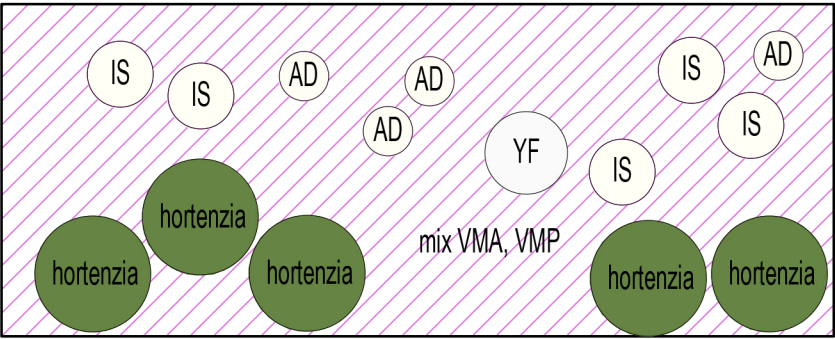 IS
IS
AD
AD
AD
YF
IS
IS
AD
IS
mix VMA, VMP
hortenzia
hortenzia
hortenzia
hortenzia
hortenzia